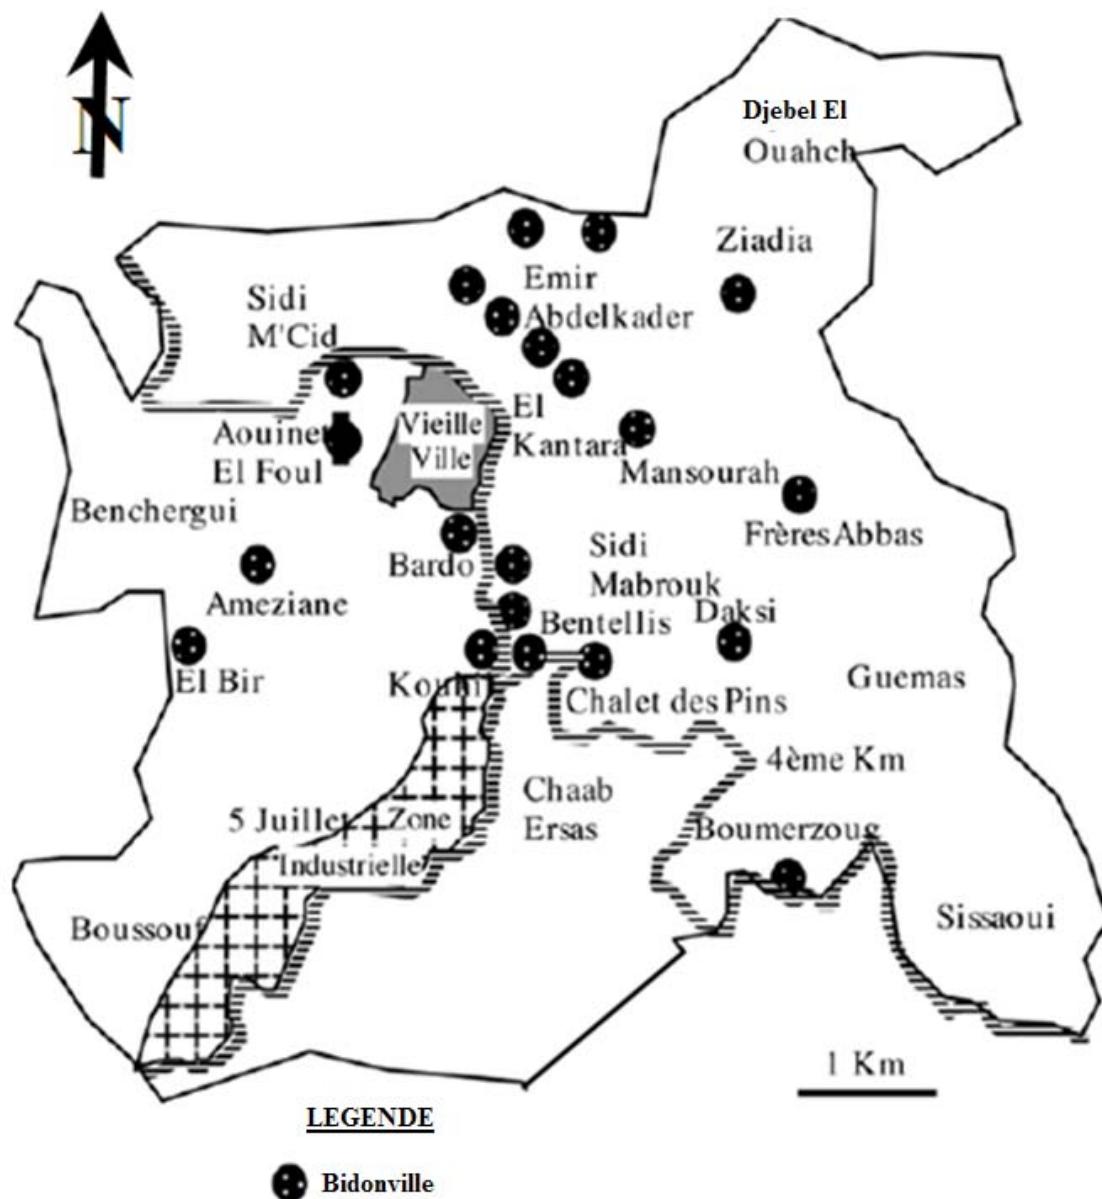 N
Djebel El
Ouahch
Ziadia
Emir
Abdelkader
Sidi
M'Cid
El
Kantara
Vieille
Ville
Aouinet
El Foul
Mansourah
Benchergui
Frères Abbas
Bardo
Sidi
Mabrouk
Ameziane
Daksi
Bentellis
El Bir
Guemas
Chalet des Pins
4ème Km
Chaab
Ersas
5 Juillet
Zone
Industrielle
Boumerzoug
Boussouf
Sissaoui
1 Km
LEGENDE
Bidonville